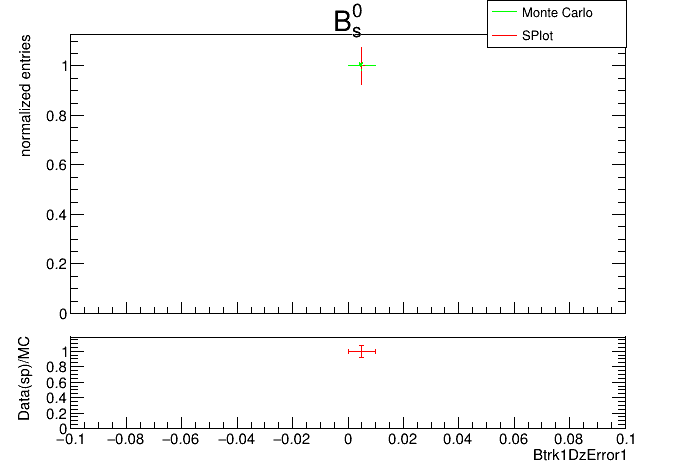 B⁰ₛ
Monte Carlo
SPlot
normalized entries
1
0.8
0.6
0.4
0.2
0
Data(sp)/MC
1
0.8
0.6
0.4
0.2
0
−0.1 −0.08 −0.06 −0.04 −0.02 0 0.02 0.04 0.06 0.08 0.1
Btrk1DzError1